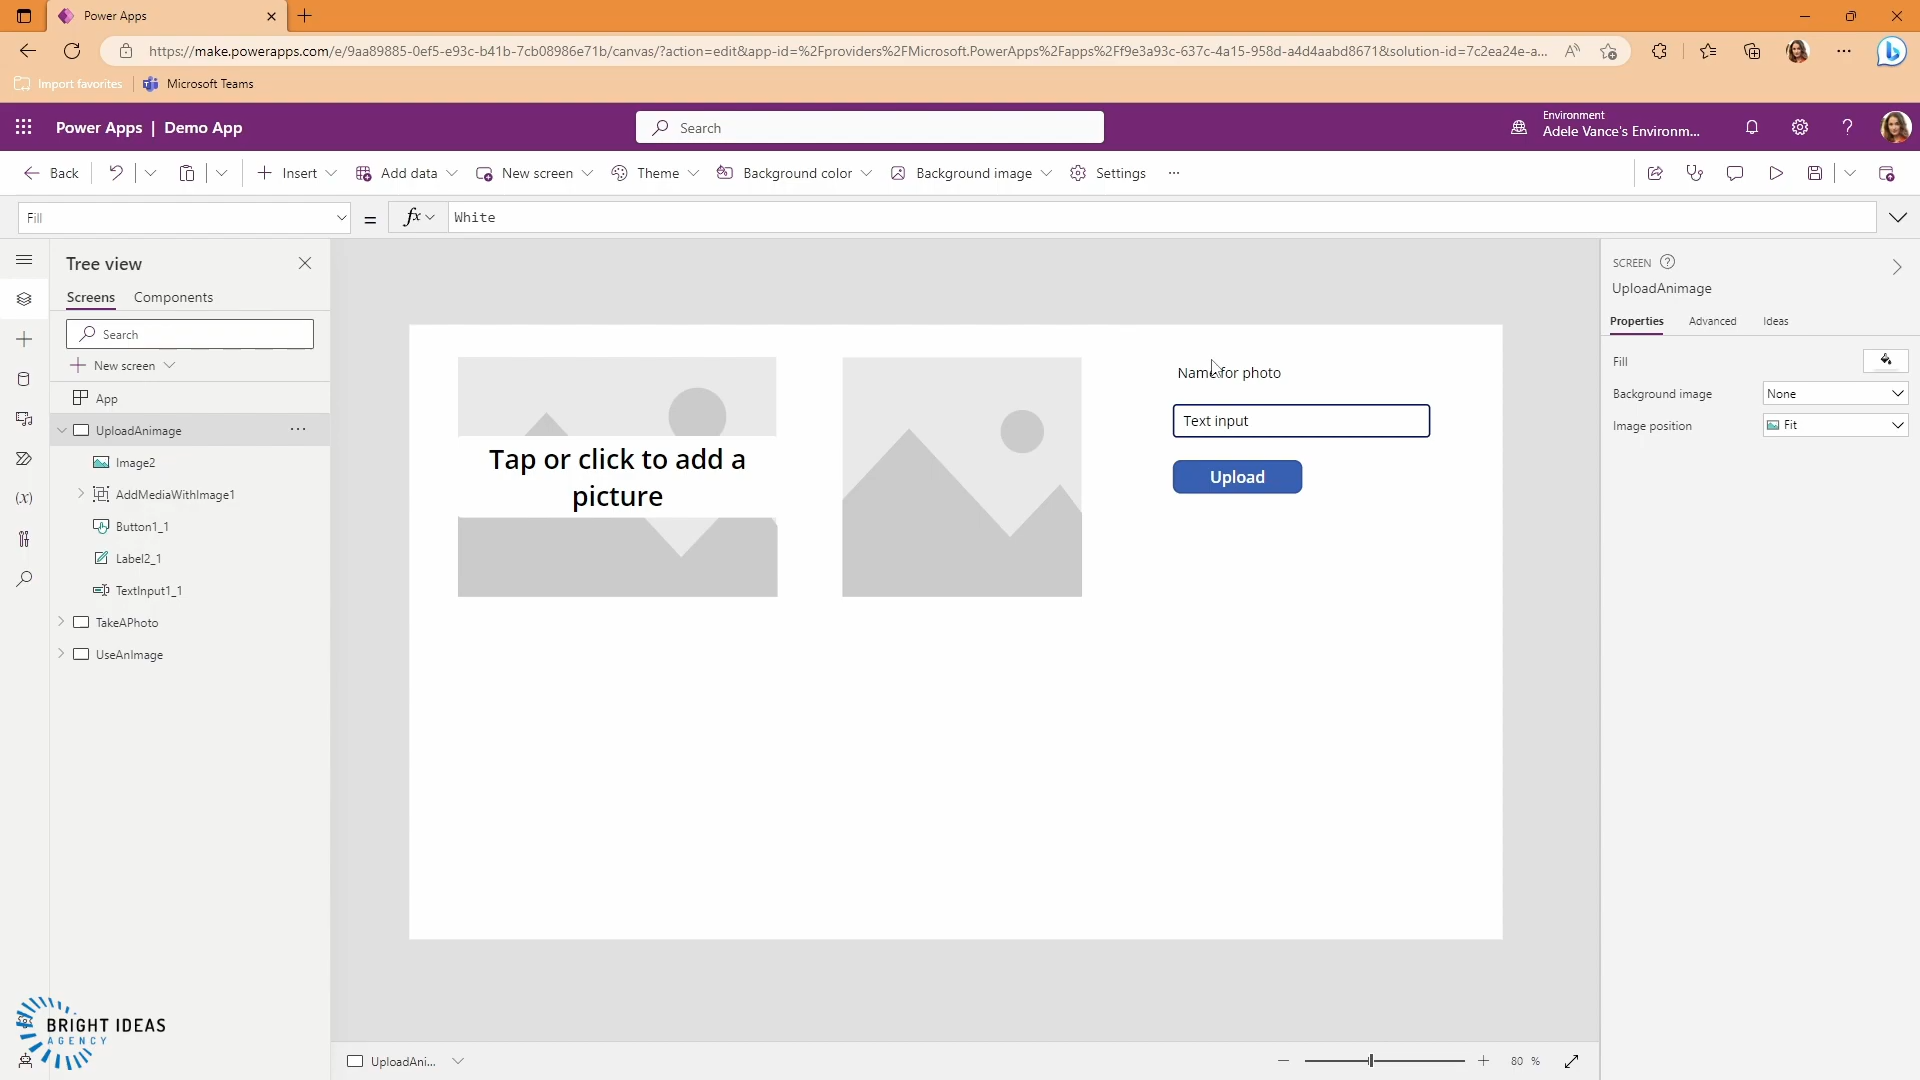 Power Apps
https://make.powerapps.com/e/9aa89885-0ef5-e93c-b41b-7cb08986e71b/canvas/?action=edit&app-id=%2Fproviders%2FMicrosoft.PowerApps%2Fapps%2Ff9e3a93c-637c-4a15-958d-a4d4aabd8671&solution-id=7c2ea24e-a...
Import favorites
Microsoft Teams
Power Apps | Demo App
Search
Environment
Adele Vance's Environm...
Back
Insert
Add data
New screen
Theme
Background color
Background image
Settings
Fill
=
fx
White
Tree view
Screens
Components
Search
New screen
App
UploadAnimage
Image2
AddMediaWithImage1
Button1_1
Label2_1
TextInput1_1
TakeAPhoto
UseAnImage
Tap or click to add a
picture
Name for photo
Text input
Upload
SCREEN
UploadAnimage
Properties
Advanced
Ideas
Fill
Background image
None
Image position
Fit
BRIGHT IDEAS
AGENCY
UploadAni...
80 %